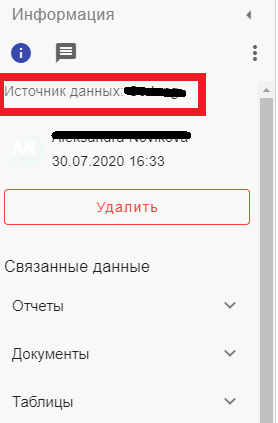 Информация
Источник данных:
AN
30.07.2020 16:33
Удалить
Связанные данные
Отчеты
Документы
Таблицы